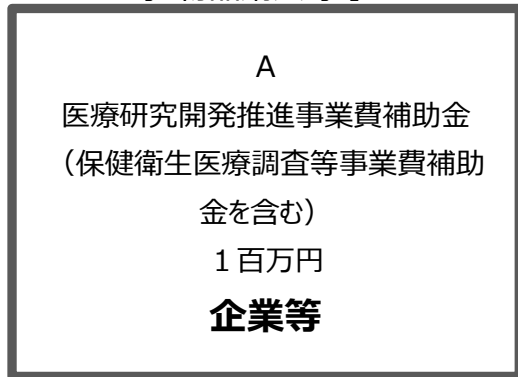 A
医療研究開発推進事業費補助金
（保健衛生医療調査等事業費補助
金を含む）
１百万円
企業等